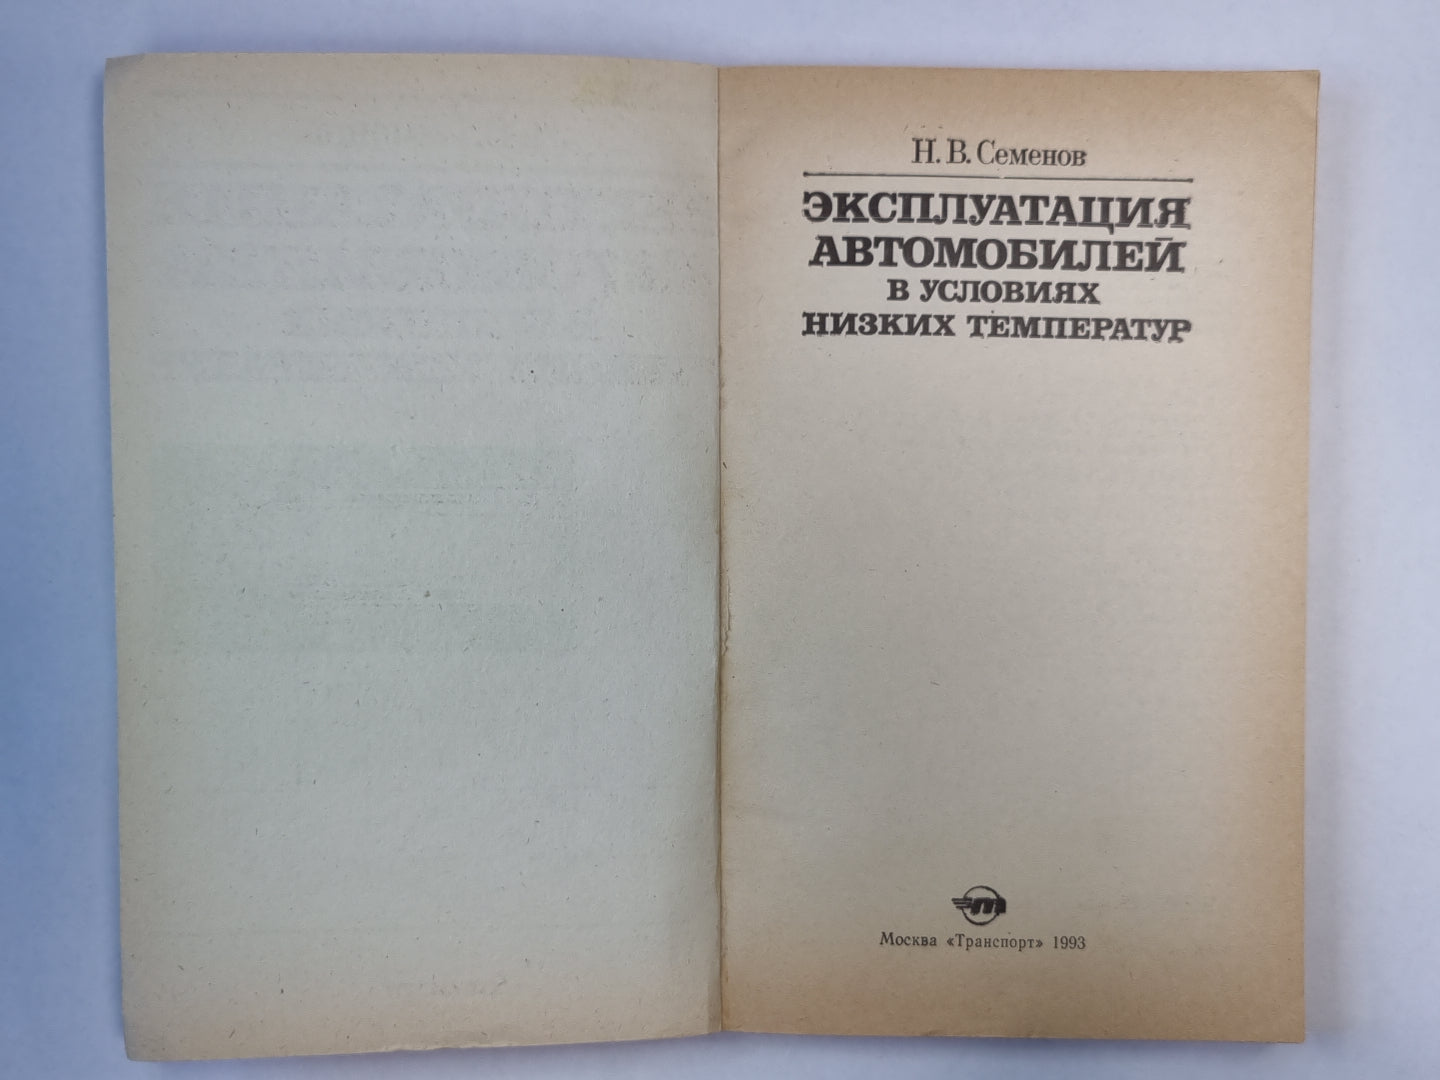 Н. В. Семенов
ЭКСПЛУАТАЦИЯ
АВТОМОБИЛЕЙ
В УСЛОВИЯХ
НИЗКИХ ТЕМПЕРАТУР
Москва «Транспорт» 1993